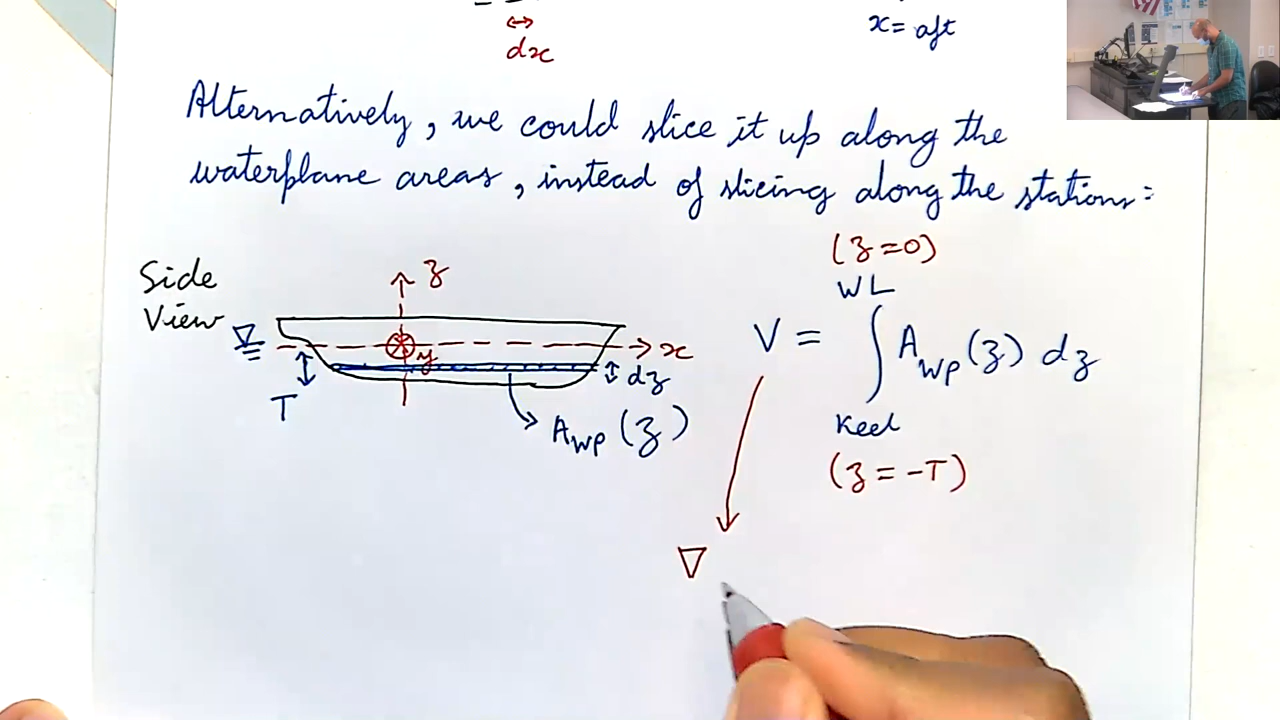 dx
x = aft
Alternatively, we could slice it up along the
waterplane areas, instead of slicing along the stations:
Side
View
z
y
x
T
dz
A_WP (z)
(z = 0)
WL
V = ∫ A_WP (z) dz
Keel
(z = -T)
∇